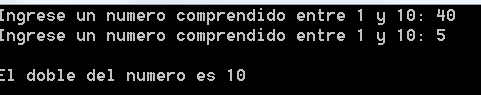 Ingrese un numero comprendido entre 1 y 10: 40
Ingrese un numero comprendido entre 1 y 10: 5
El doble del numero es 10